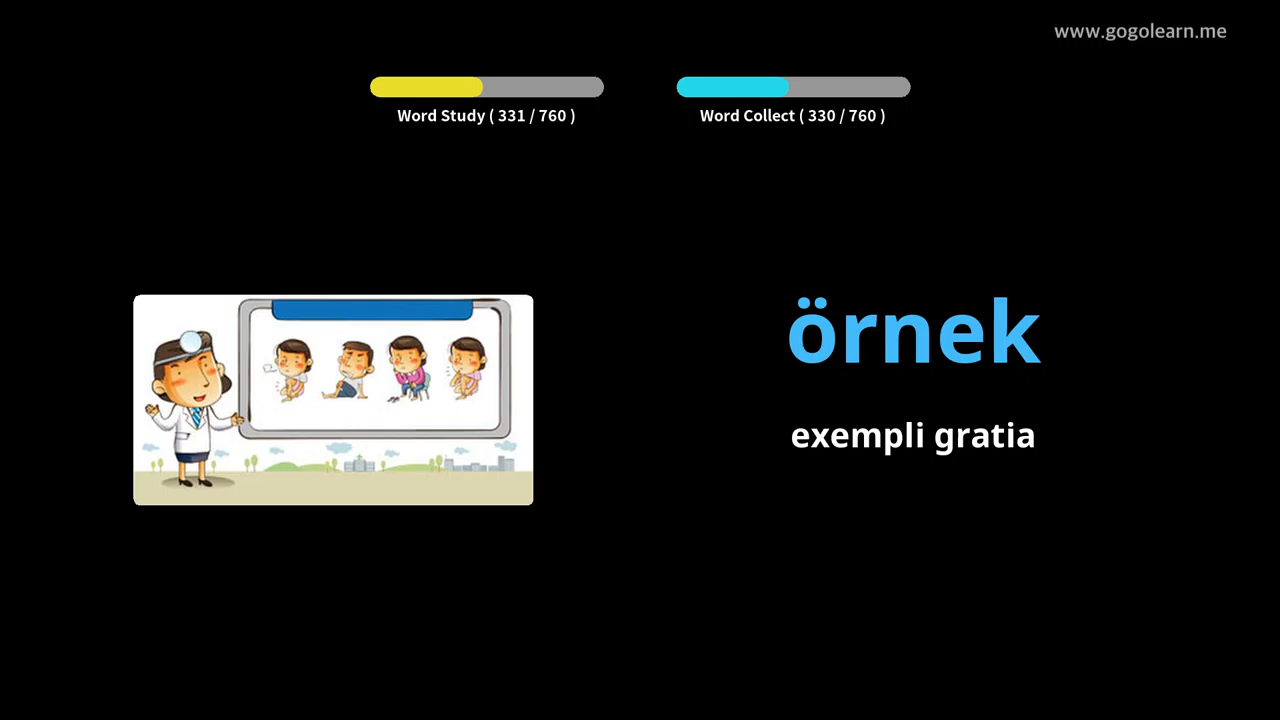 www.gogolearn.me
Word Study ( 331 / 760 )
Word Collect ( 330 / 760 )
örnek
exempli gratia